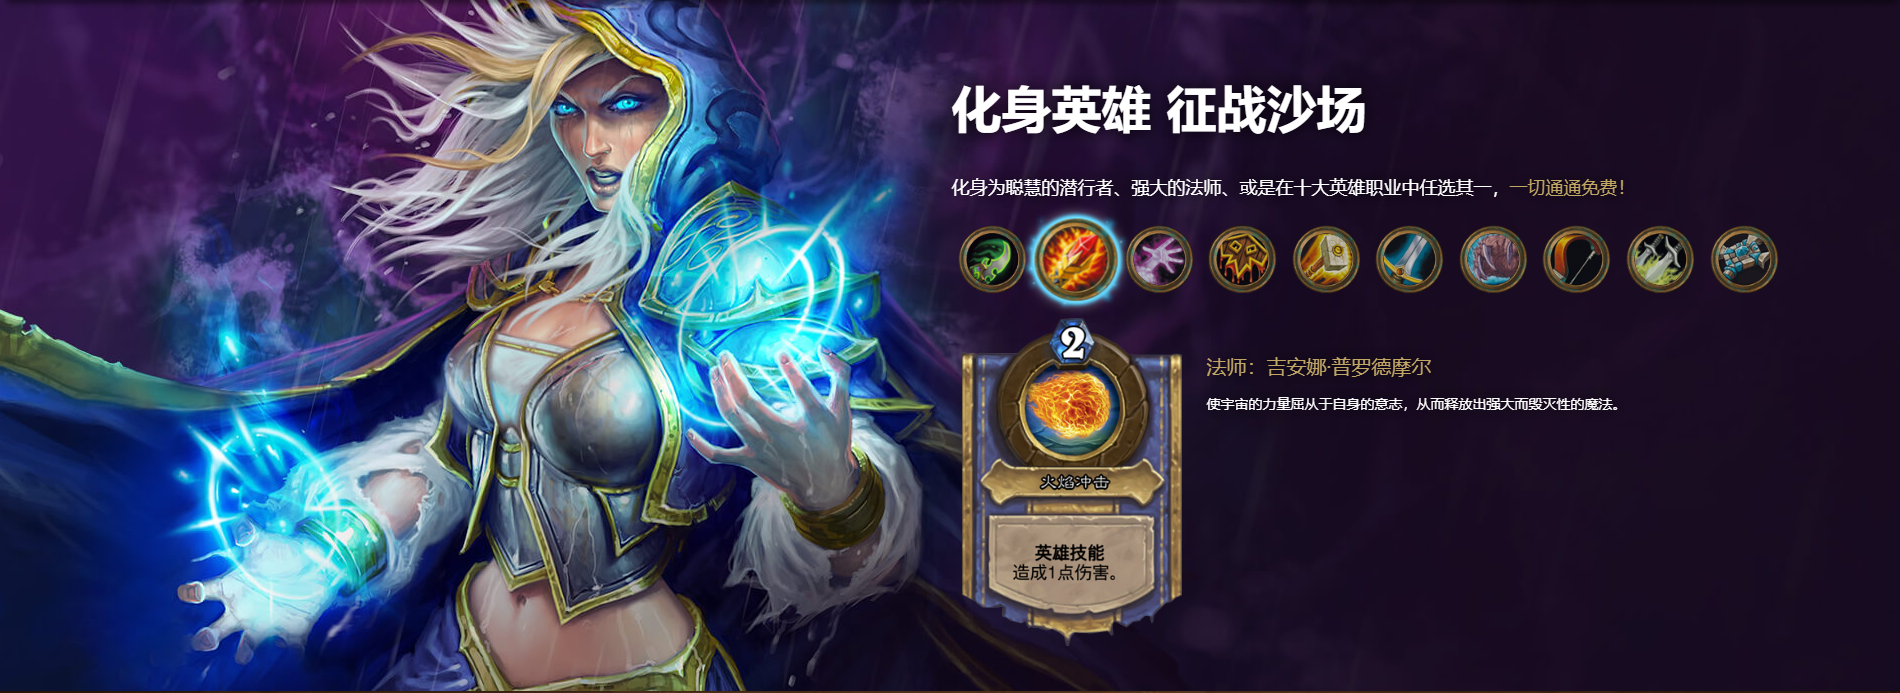 化身英雄 征战沙场
化身为聪慧的潜行者、强大的法师、或是在十大英雄职业中任选其一，一切通通免费！
2
法师：吉安娜·普罗德摩尔
使宇宙的力量屈从于自身的意志，从而释放出强大而毁灭性的魔法。
火焰冲击
英雄技能
造成1点伤害。